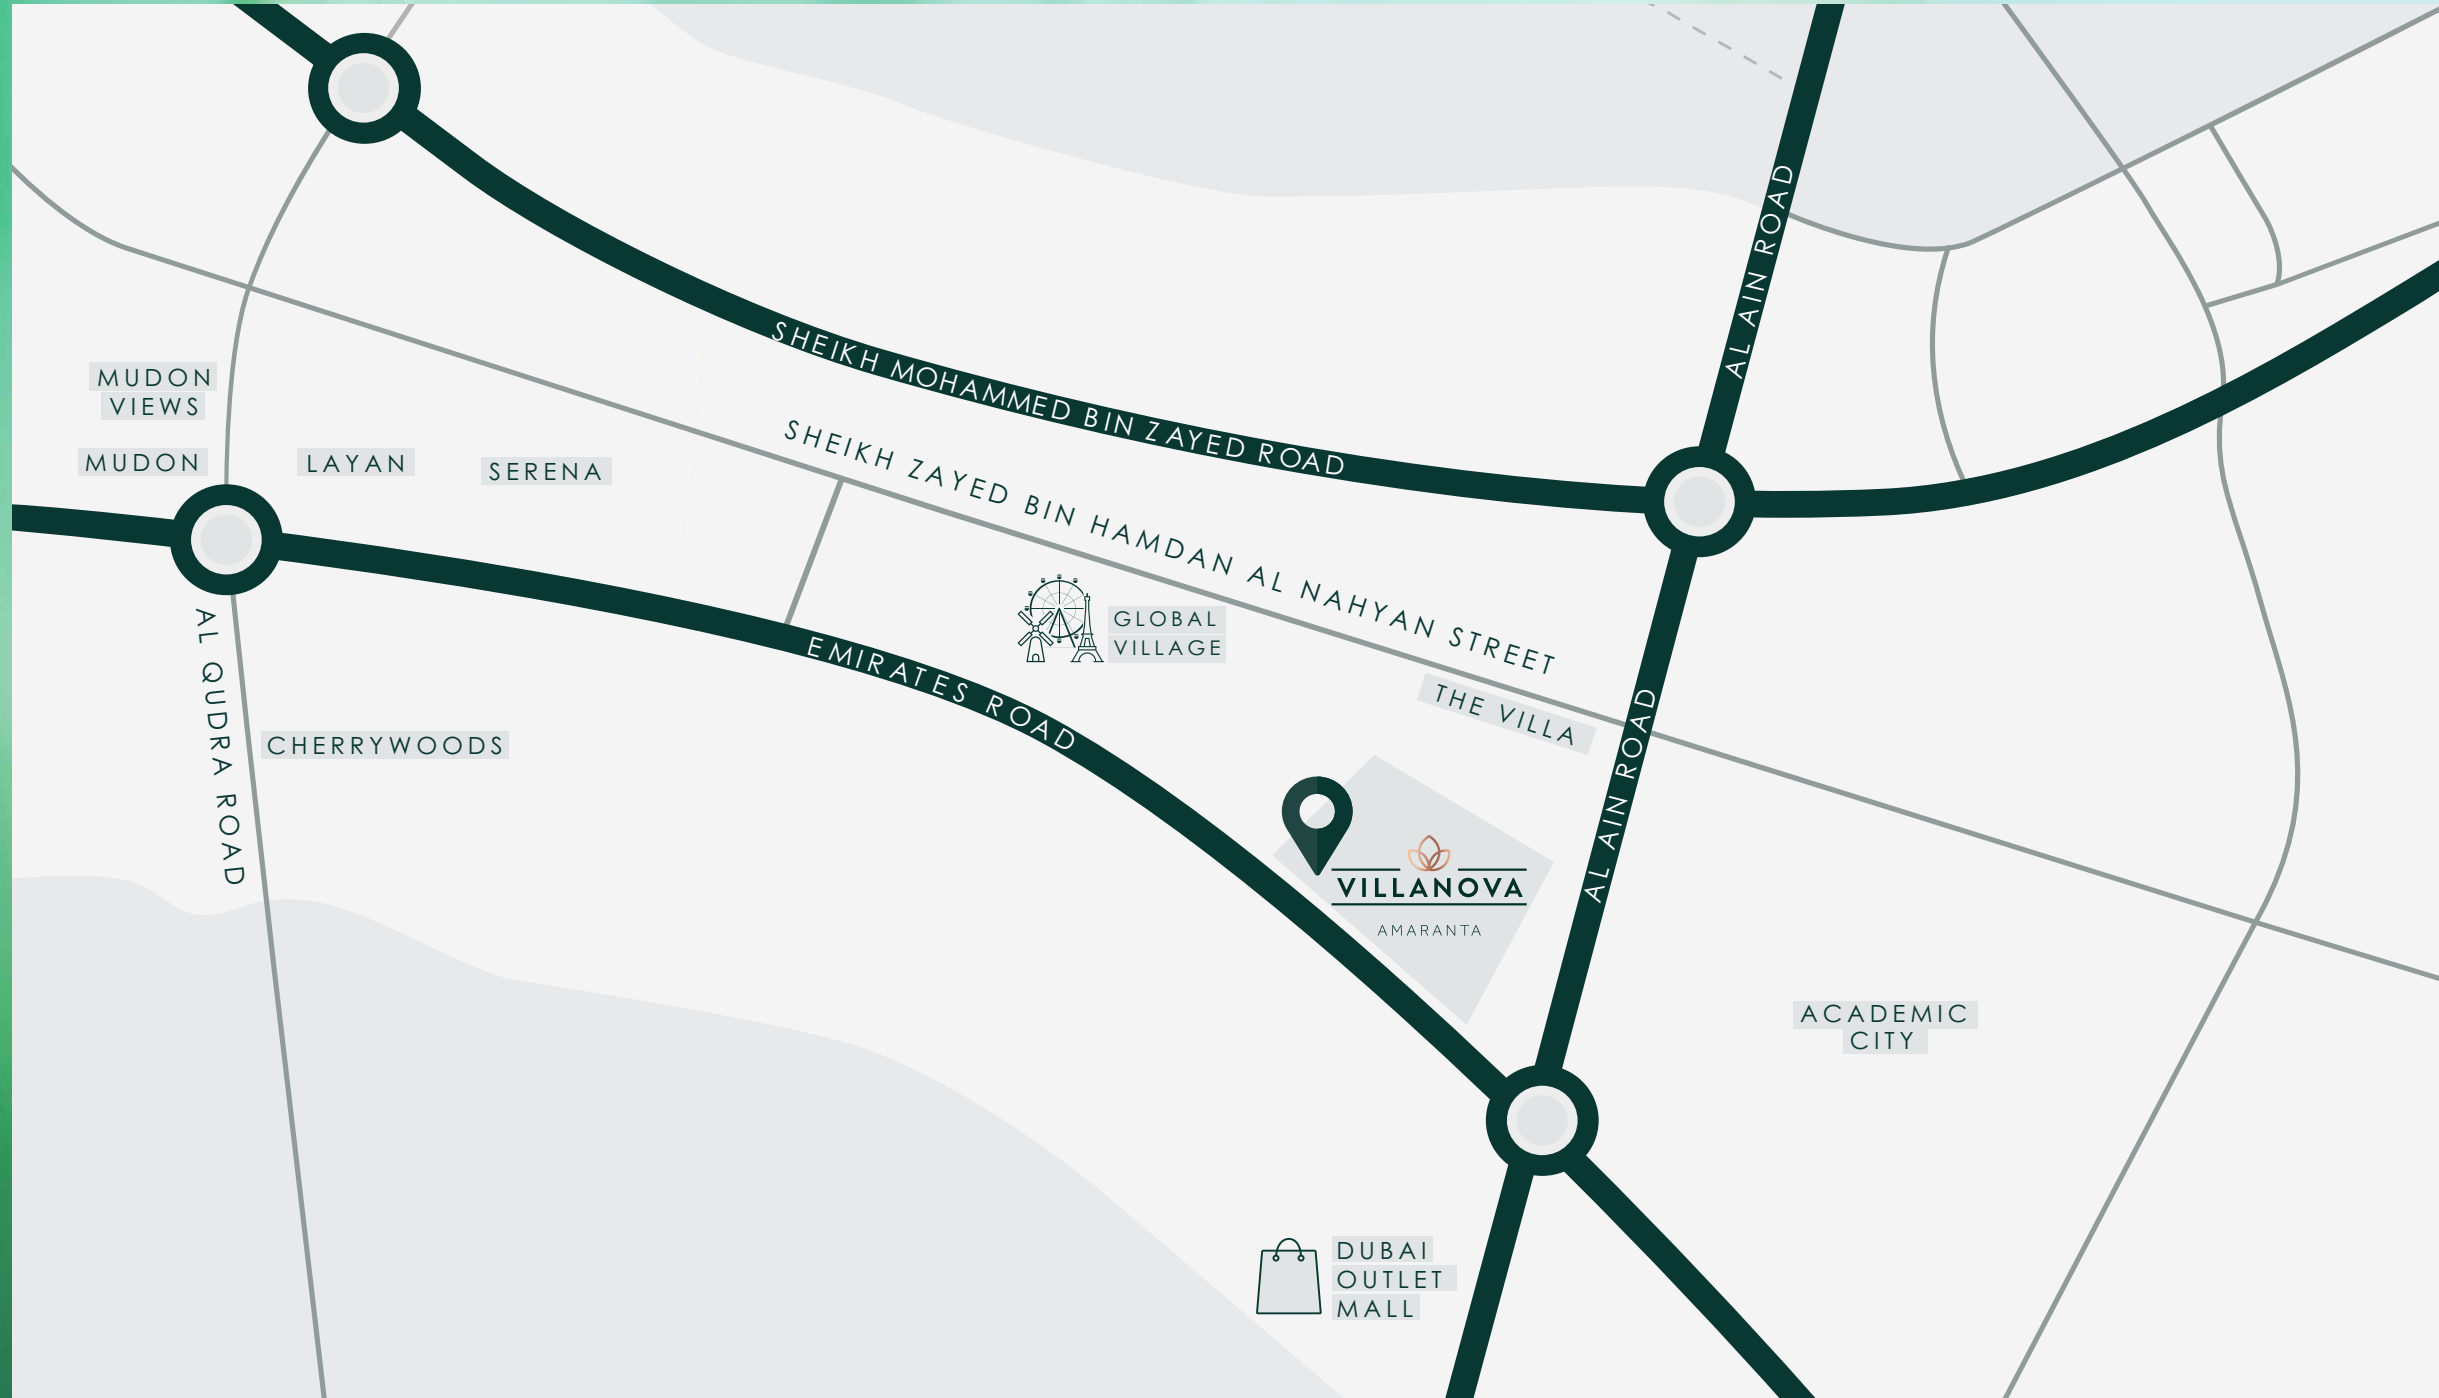 AL AIN ROAD
SHEIKH MOHAMMED BIN ZAYED ROAD
MUDON
VIEWS
MUDON
LAYAN
SERENA
SHEIKH ZAYED BIN HAMDAN AL NAHYAN STREET
GLOBAL
VILLAGE
EMIRATES ROAD
AL QUDRA ROAD
CHERRYWOODS
THE VILLA
AL AIN ROAD
VILLANOVA
AMARANTA
ACADEMIC
CITY
DUBAI
OUTLET
MALL